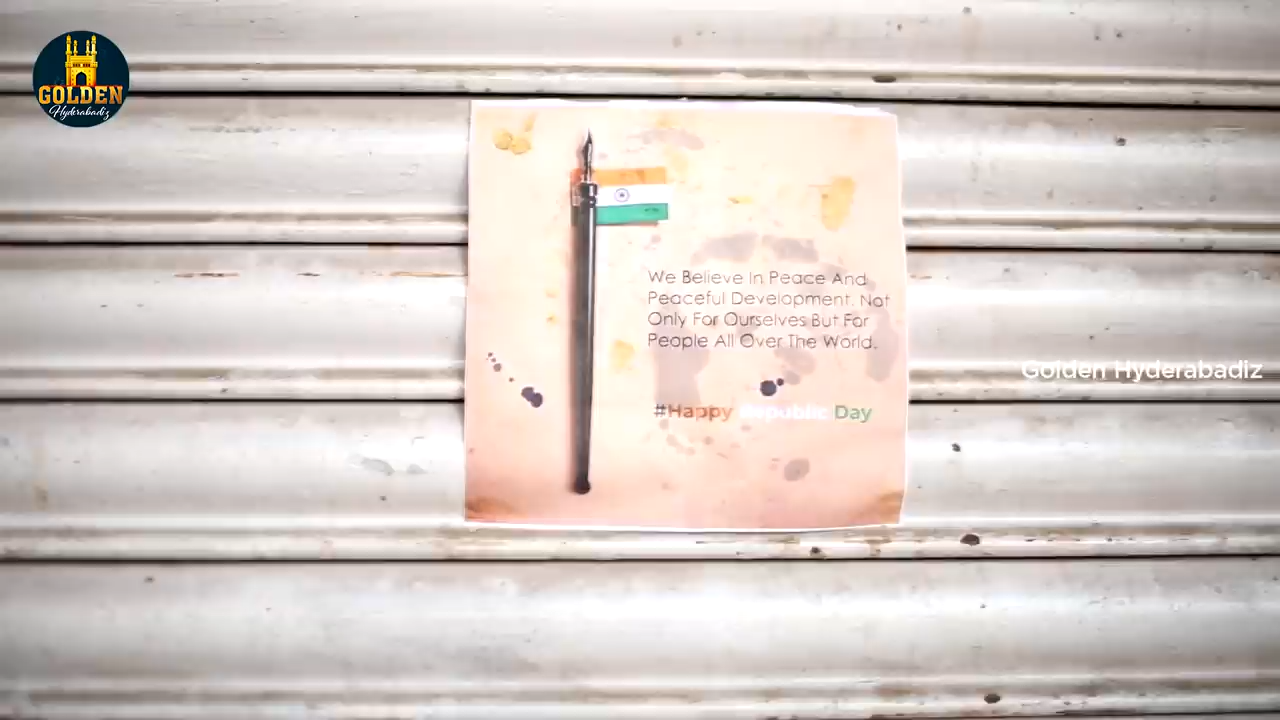 GOLDEN
Hyderabadiz
We Believe In Peace And
Peaceful Development. Not
Only For Ourselves But For
People All Over The World.
#Happy Republic Day
Golden Hyderabadiz